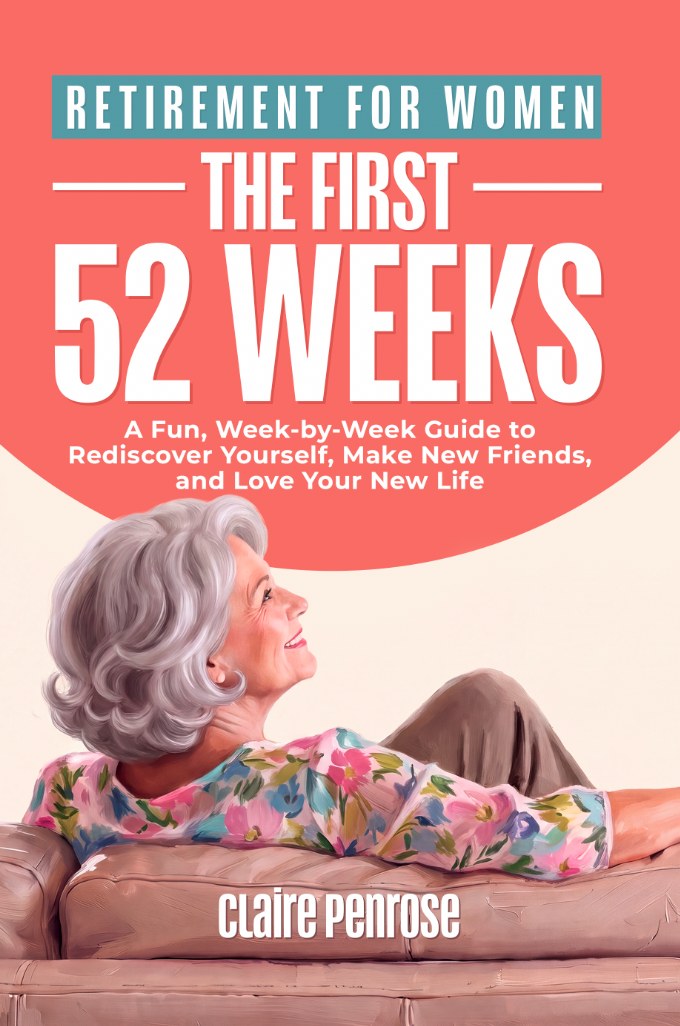 RETIREMENT FOR WOMEN
THE FIRST
52 WEEKS
A Fun, Week-by-Week Guide to
Rediscover Yourself, Make New Friends,
and Love Your New Life
Claire Penrose